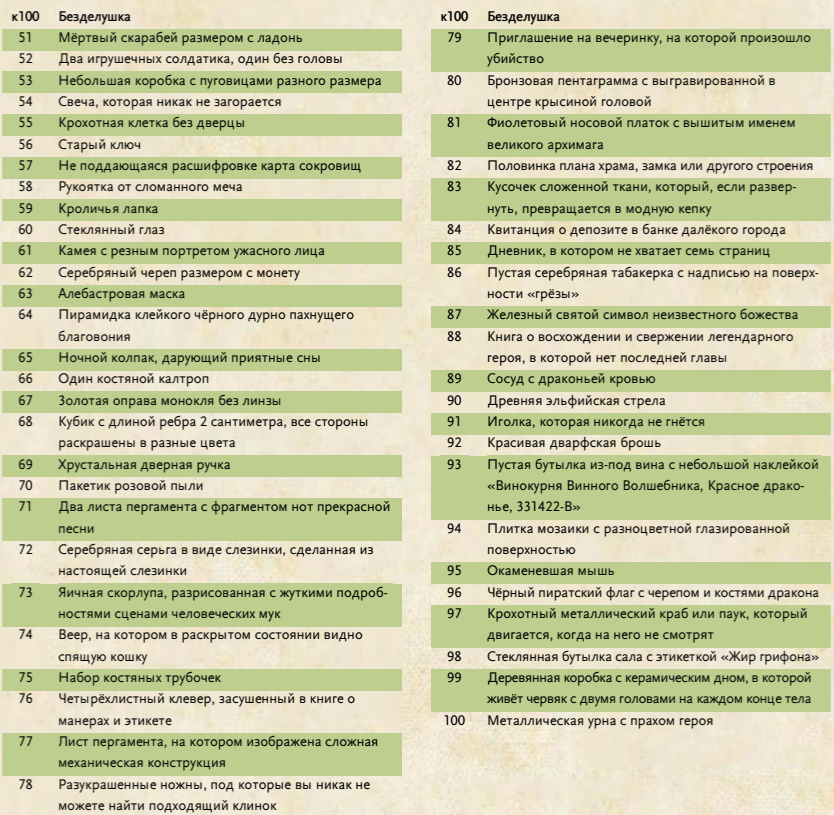 к100 Безделушка
51 Мёртвый скарабей размером с ладонь
52 Два игрушечных солдатика, один без головы
53 Небольшая коробка с пуговицами разного размера
54 Свеча, которая никак не загорается
55 Крохотная клетка без дверцы
56 Старый ключ
57 Не поддающаяся расшифровке карта сокровищ
58 Рукоятка от сломанного меча
59 Кроличья лапка
60 Стеклянный глаз
61 Камея с резным портретом ужасного лица
62 Серебряный череп размером с монету
63 Алебастровая маска
64 Пирамидка клейкого чёрного дурно пахнущего
благовония
65 Ночной колпак, дарующий приятные сны
66 Один костяной калтроп
67 Золотая оправа монокля без линзы
68 Кубик с длиной ребра 2 сантиметра, все стороны
раскрашены в разные цвета
69 Хрустальная дверная ручка
70 Пакетик розовой пыли
71 Два листа пергамента с фрагментом нот прекрасной
песни
72 Серебряная серьга в виде слезинки, сделанная из
настоящей слезинки
73 Яичная скорлупа, разрисованная с жуткими подроб-
ностями сценами человеческих мук
74 Веер, на котором в раскрытом состоянии видно
спящую кошку
75 Набор костяных трубочек
76 Четырёхлистный клевер, засушенный в книге о
манерах и этикете
77 Лист пергамента, на котором изображена сложная
механическая конструкция
78 Разукрашенные ножны, под которые вы никак не
можете найти подходящий клинок
к100 Безделушка
79 Приглашение на вечеринку, на которой произошло
убийство
80 Бронзовая пентаграмма с выгравированной в
центре крысиной головой
81 Фиолетовый носовой платок с вышитым именем
великого архимага
82 Половинка плана храма, замка или другого строения
83 Кусочек сложенной ткани, который, если развер-
нуть, превращается в модную кепку
84 Квитанция о депозите в банке далёкого города
85 Дневник, в котором не хватает семь страниц
86 Пустая серебряная табакерка с надписью на поверх-
ности «грёзы»
87 Железный святой символ неизвестного божества
88 Книга о восхождении и свержении легендарного
героя, в которой нет последней главы
89 Сосуд с драконьей кровью
90 Древняя эльфийская стрела
91 Иголка, которая никогда не гнётся
92 Красивая дварфская брошь
93 Пустая бутылка из-под вина с небольшой наклейкой
«Винокурня Винного Волшебника, Красное драко-
нье, 331422-В»
94 Плитка мозаики с разноцветной глазированной
поверхностью
95 Окаменевшая мышь
96 Чёрный пиратский флаг с черепом и костями дракона
97 Крохотный металлический краб или паук, который
двигается, когда на него не смотрят
98 Стеклянная бутылка сала с этикеткой «Жир грифона»
99 Деревянная коробка с керамическим дном, в которой
живёт червяк с двумя головами на каждом конце тела
100 Металлическая урна с прахом героя